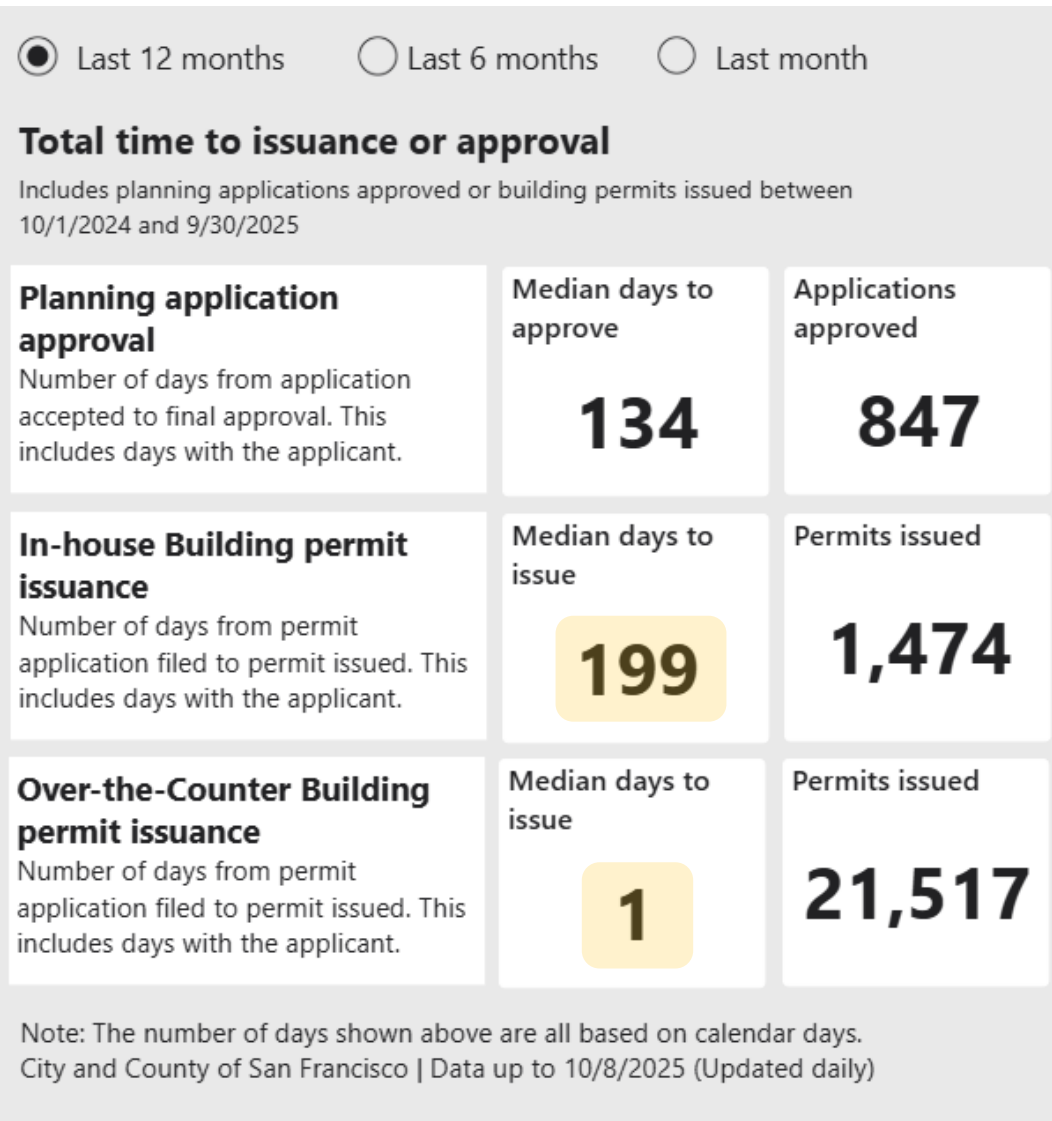 Last 12 months
Last 6 months
Last month
Total time to issuance or approval
Includes planning applications approved or building permits issued between
10/1/2024 and 9/30/2025
Planning application
approval
Number of days from application
accepted to final approval. This
includes days with the applicant.
Median days to
approve
134
Applications
approved
847
In-house Building permit
issuance
Number of days from permit
application filed to permit issued. This
includes days with the applicant.
Median days to
issue
199
Permits issued
1,474
Over-the-Counter Building
permit issuance
Number of days from permit
application filed to permit issued. This
includes days with the applicant.
Median days to
issue
1
Permits issued
21,517
Note: The number of days shown above are all based on calendar days.
City and County of San Francisco | Data up to 10/8/2025 (Updated daily)